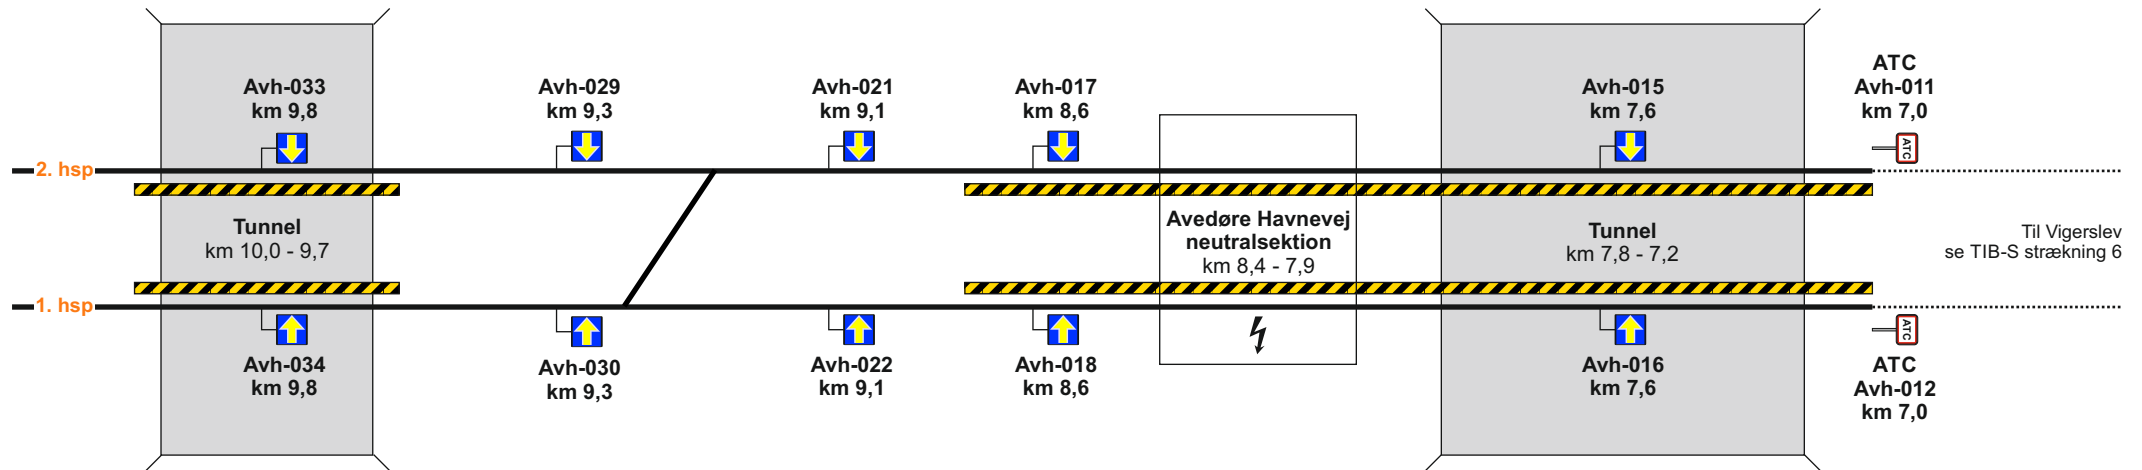 Avh-033
km 9,8
Avh-029
km 9,3
Avh-021
km 9,1
Avh-017
km 8,6
Avh-015
km 7,6
ATC
Avh-011
km 7,0
ATC
2. hsp
Tunnel
km 10,0 - 9,7
Avedøre Havnevej
neutralsektion
km 8,4 - 7,9
Tunnel
km 7,8 - 7,2
Til Vigerslev
se TIB-S strækning 6
1. hsp
Avh-034
km 9,8
Avh-030
km 9,3
Avh-022
km 9,1
Avh-018
km 8,6
Avh-016
km 7,6
ATC
ATC
Avh-012
km 7,0